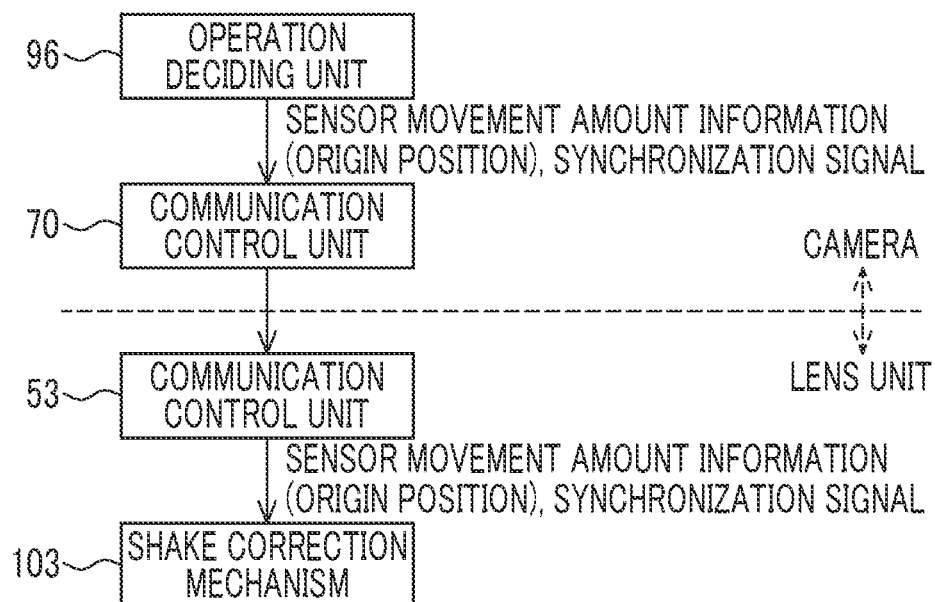 96
OPERATION
DECIDING UNIT
SENSOR MOVEMENT AMOUNT INFORMATION
(ORIGIN POSITION), SYNCHRONIZATION SIGNAL
70
COMMUNICATION
CONTROL UNIT
CAMERA
LENS UNIT
53
COMMUNICATION
CONTROL UNIT
SENSOR MOVEMENT AMOUNT INFORMATION
(ORIGIN POSITION), SYNCHRONIZATION SIGNAL
103
SHAKE CORRECTION
MECHANISM